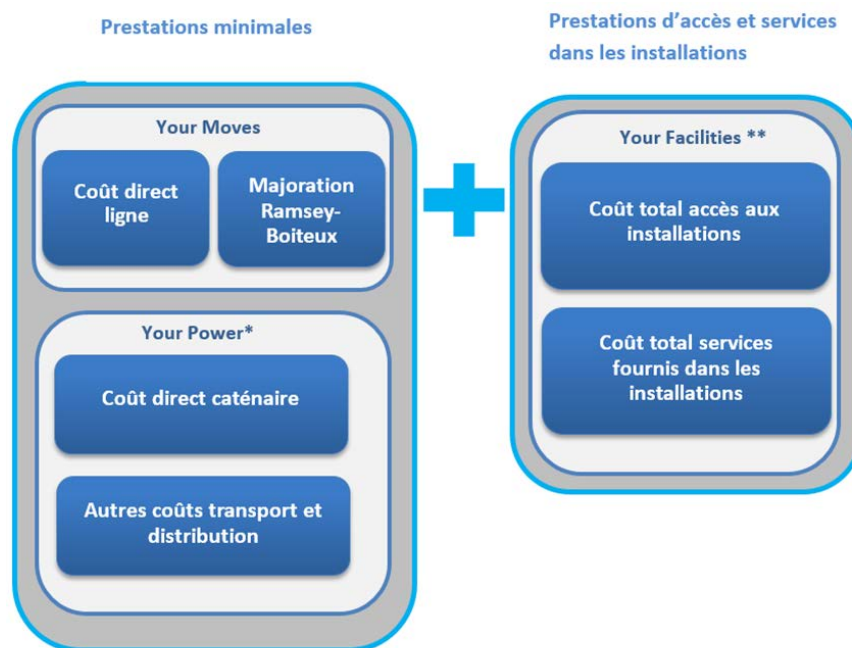 Prestations minimales
Your Moves
Coût direct
ligne
Majoration
Ramsey-
Boiteux
Your Power*
Coût direct caténaire
Autres coûts transport et
distribution
Prestations d’accès et services
dans les installations
Your Facilities **
Coût total accès aux
installations
Coût total services
fournis dans les
installations